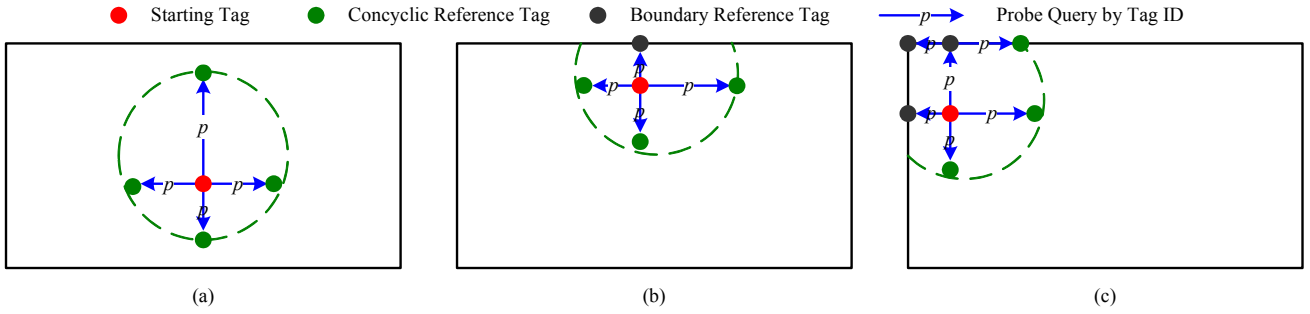 Starting Tag Concyclic Reference Tag Boundary Reference Tag p Probe Query by Tag ID
p p p
p p p p
p p p
p p p
p p
(a) (b) (c)